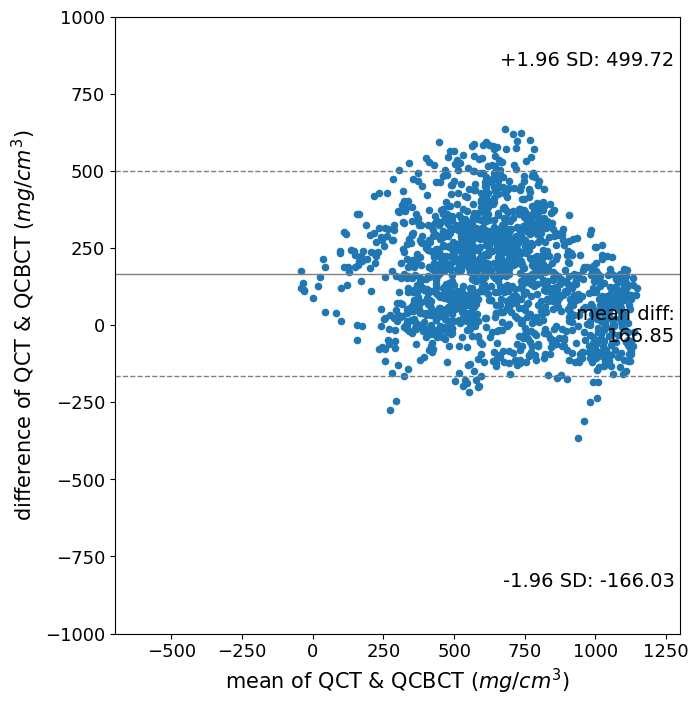 1000
+1.96 SD: 499.72
750
500
250
mean diff:
166.85
0
−250
−500
−750
-1.96 SD: -166.03
−1000
difference of QCT & QCBCT (mg/cm³)
−500 −250 0 250 500 750 1000 1250
mean of QCT & QCBCT (mg/cm³)